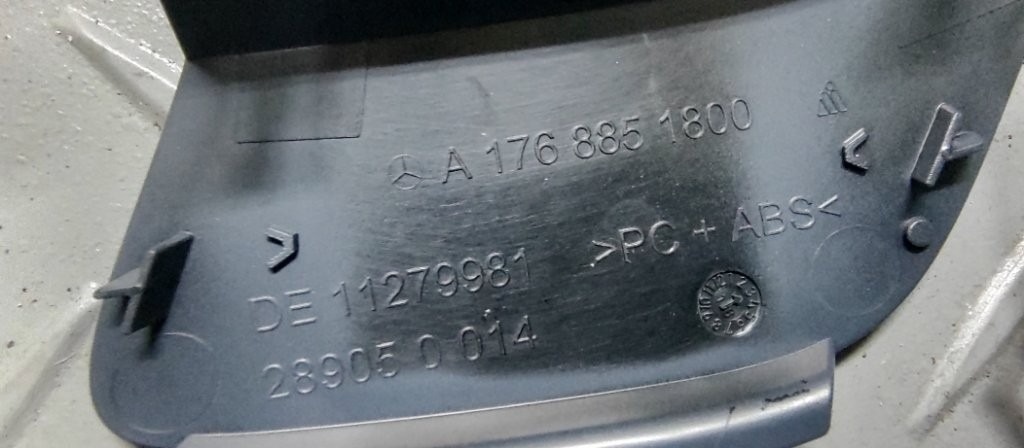 A 176 885 1800
>PC + ABS<
DE 11279981
28905 0 014